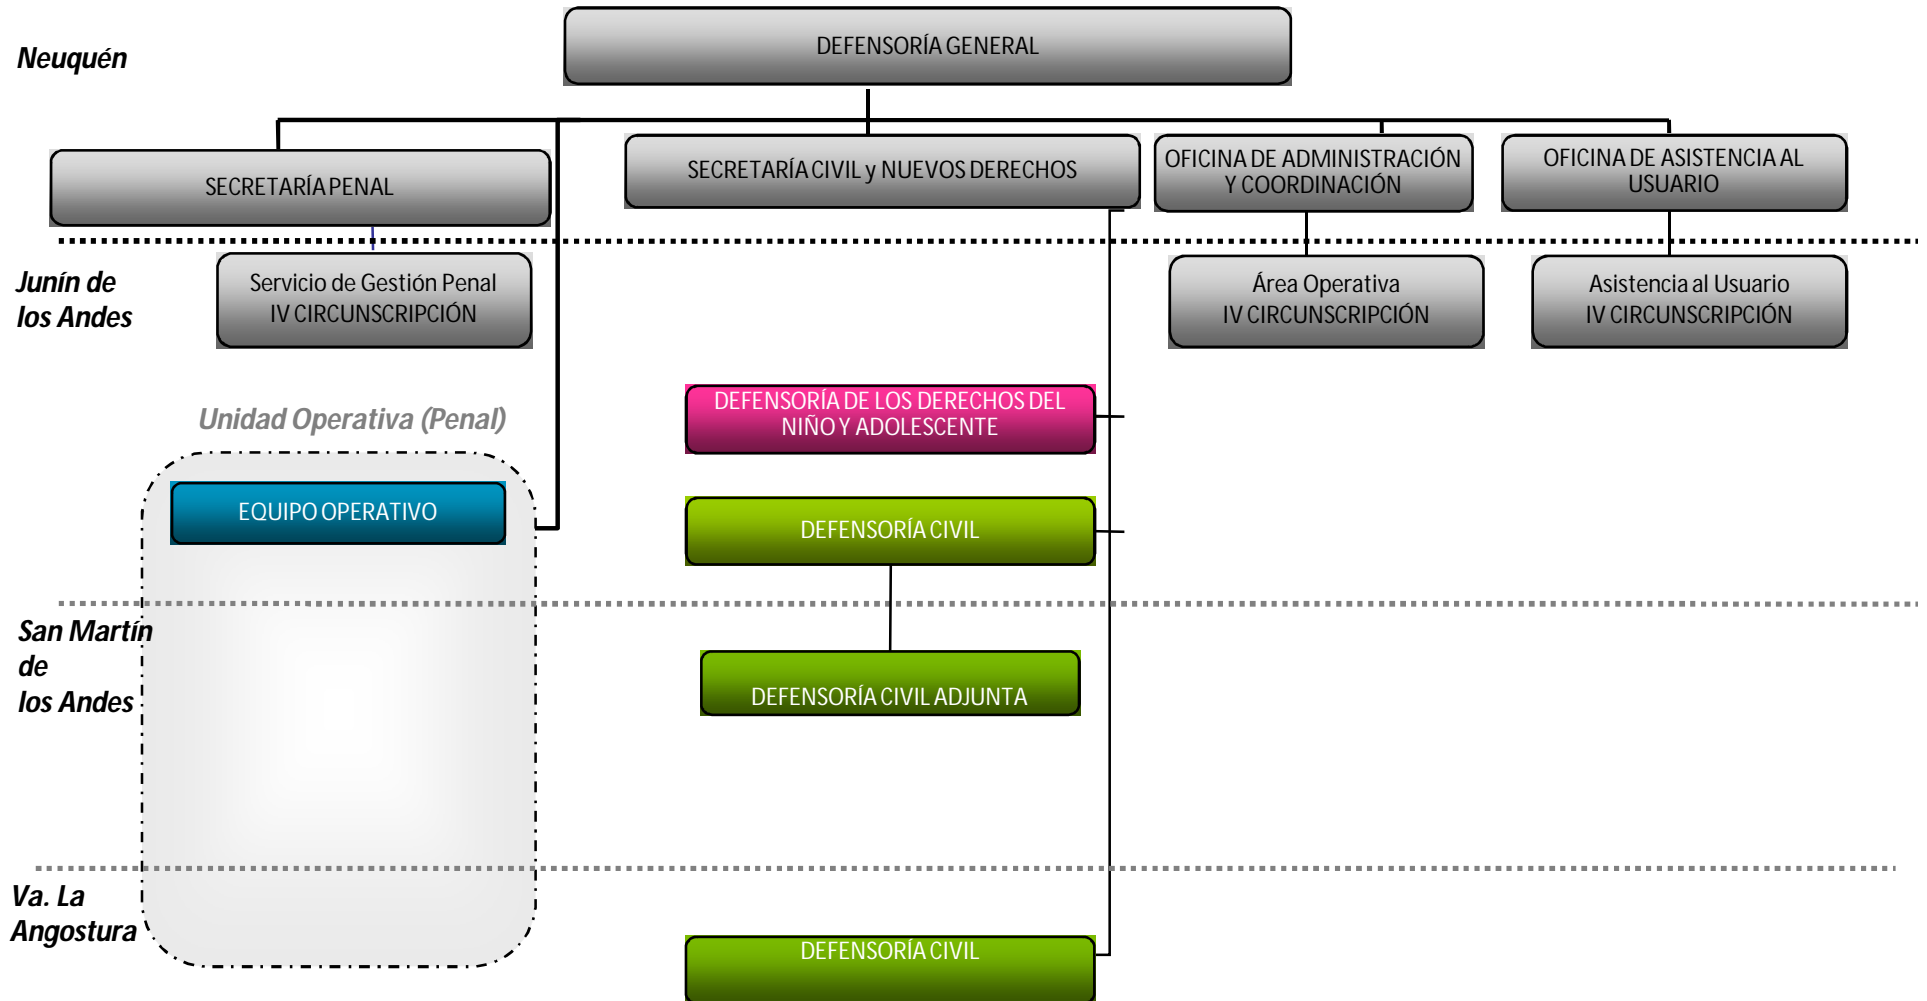 Neuquén
DEFENSORÍA GENERAL
SECRETARÍA PENAL
SECRETARÍA CIVIL y NUEVOS DERECHOS
OFICINA DE ADMINISTRACIÓN
Y COORDINACIÓN
OFICINA DE ASISTENCIA AL
USUARIO
Junín de
los Andes
Servicio de Gestión Penal
IV CIRCUNSCRIPCIÓN
Área Operativa
IV CIRCUNSCRIPCIÓN
Asistencia al Usuario
IV CIRCUNSCRIPCIÓN
Unidad Operativa (Penal)
DEFENSORÍA DE LOS DERECHOS DEL
NIÑO Y ADOLESCENTE
EQUIPO OPERATIVO
DEFENSORÍA CIVIL
San Martín
de
los Andes
DEFENSORÍA CIVIL ADJUNTA
Va. La
Angostura
DEFENSORÍA CIVIL